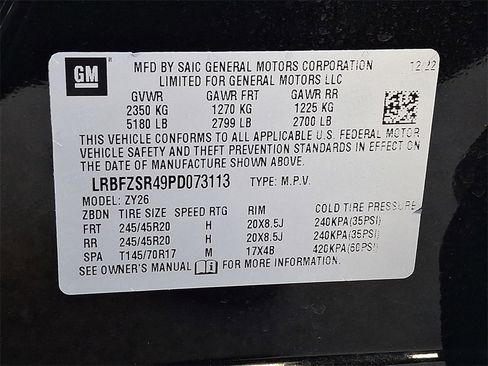 GM
MFD BY SAIC GENERAL MOTORS CORPORATION 12/22
LIMITED FOR GENERAL MOTORS LLC
GVWR GAWR FRT GAWR RR
2350 KG 1270 KG 1225 KG
5180 LB 2799 LB 2700 LB
THIS VEHICLE CONFORMS TO ALL APPLICABLE U.S. FEDERAL MOTOR
VEHICLE SAFETY AND THEFT PREVENTION STANDARDS IN EFFECT ON
THE DATE OF MANUFACTURE SHOWN ABOVE.
LRBFZSR49PD073113 TYPE: M.P.V.
MODEL: ZY26
ZBDN TIRE SIZE SPEED RTG RIM COLD TIRE PRESSURE
FRT 245/45R20 H 20X8.5J 240KPA(35PSI)
RR 245/45R20 H 20X8.5J 240KPA(35PSI)
SPA T145/70R17 M 17X4B 420KPA(60PSI)
SEE OWNER'S MANUAL FOR MORE INFORMATION.